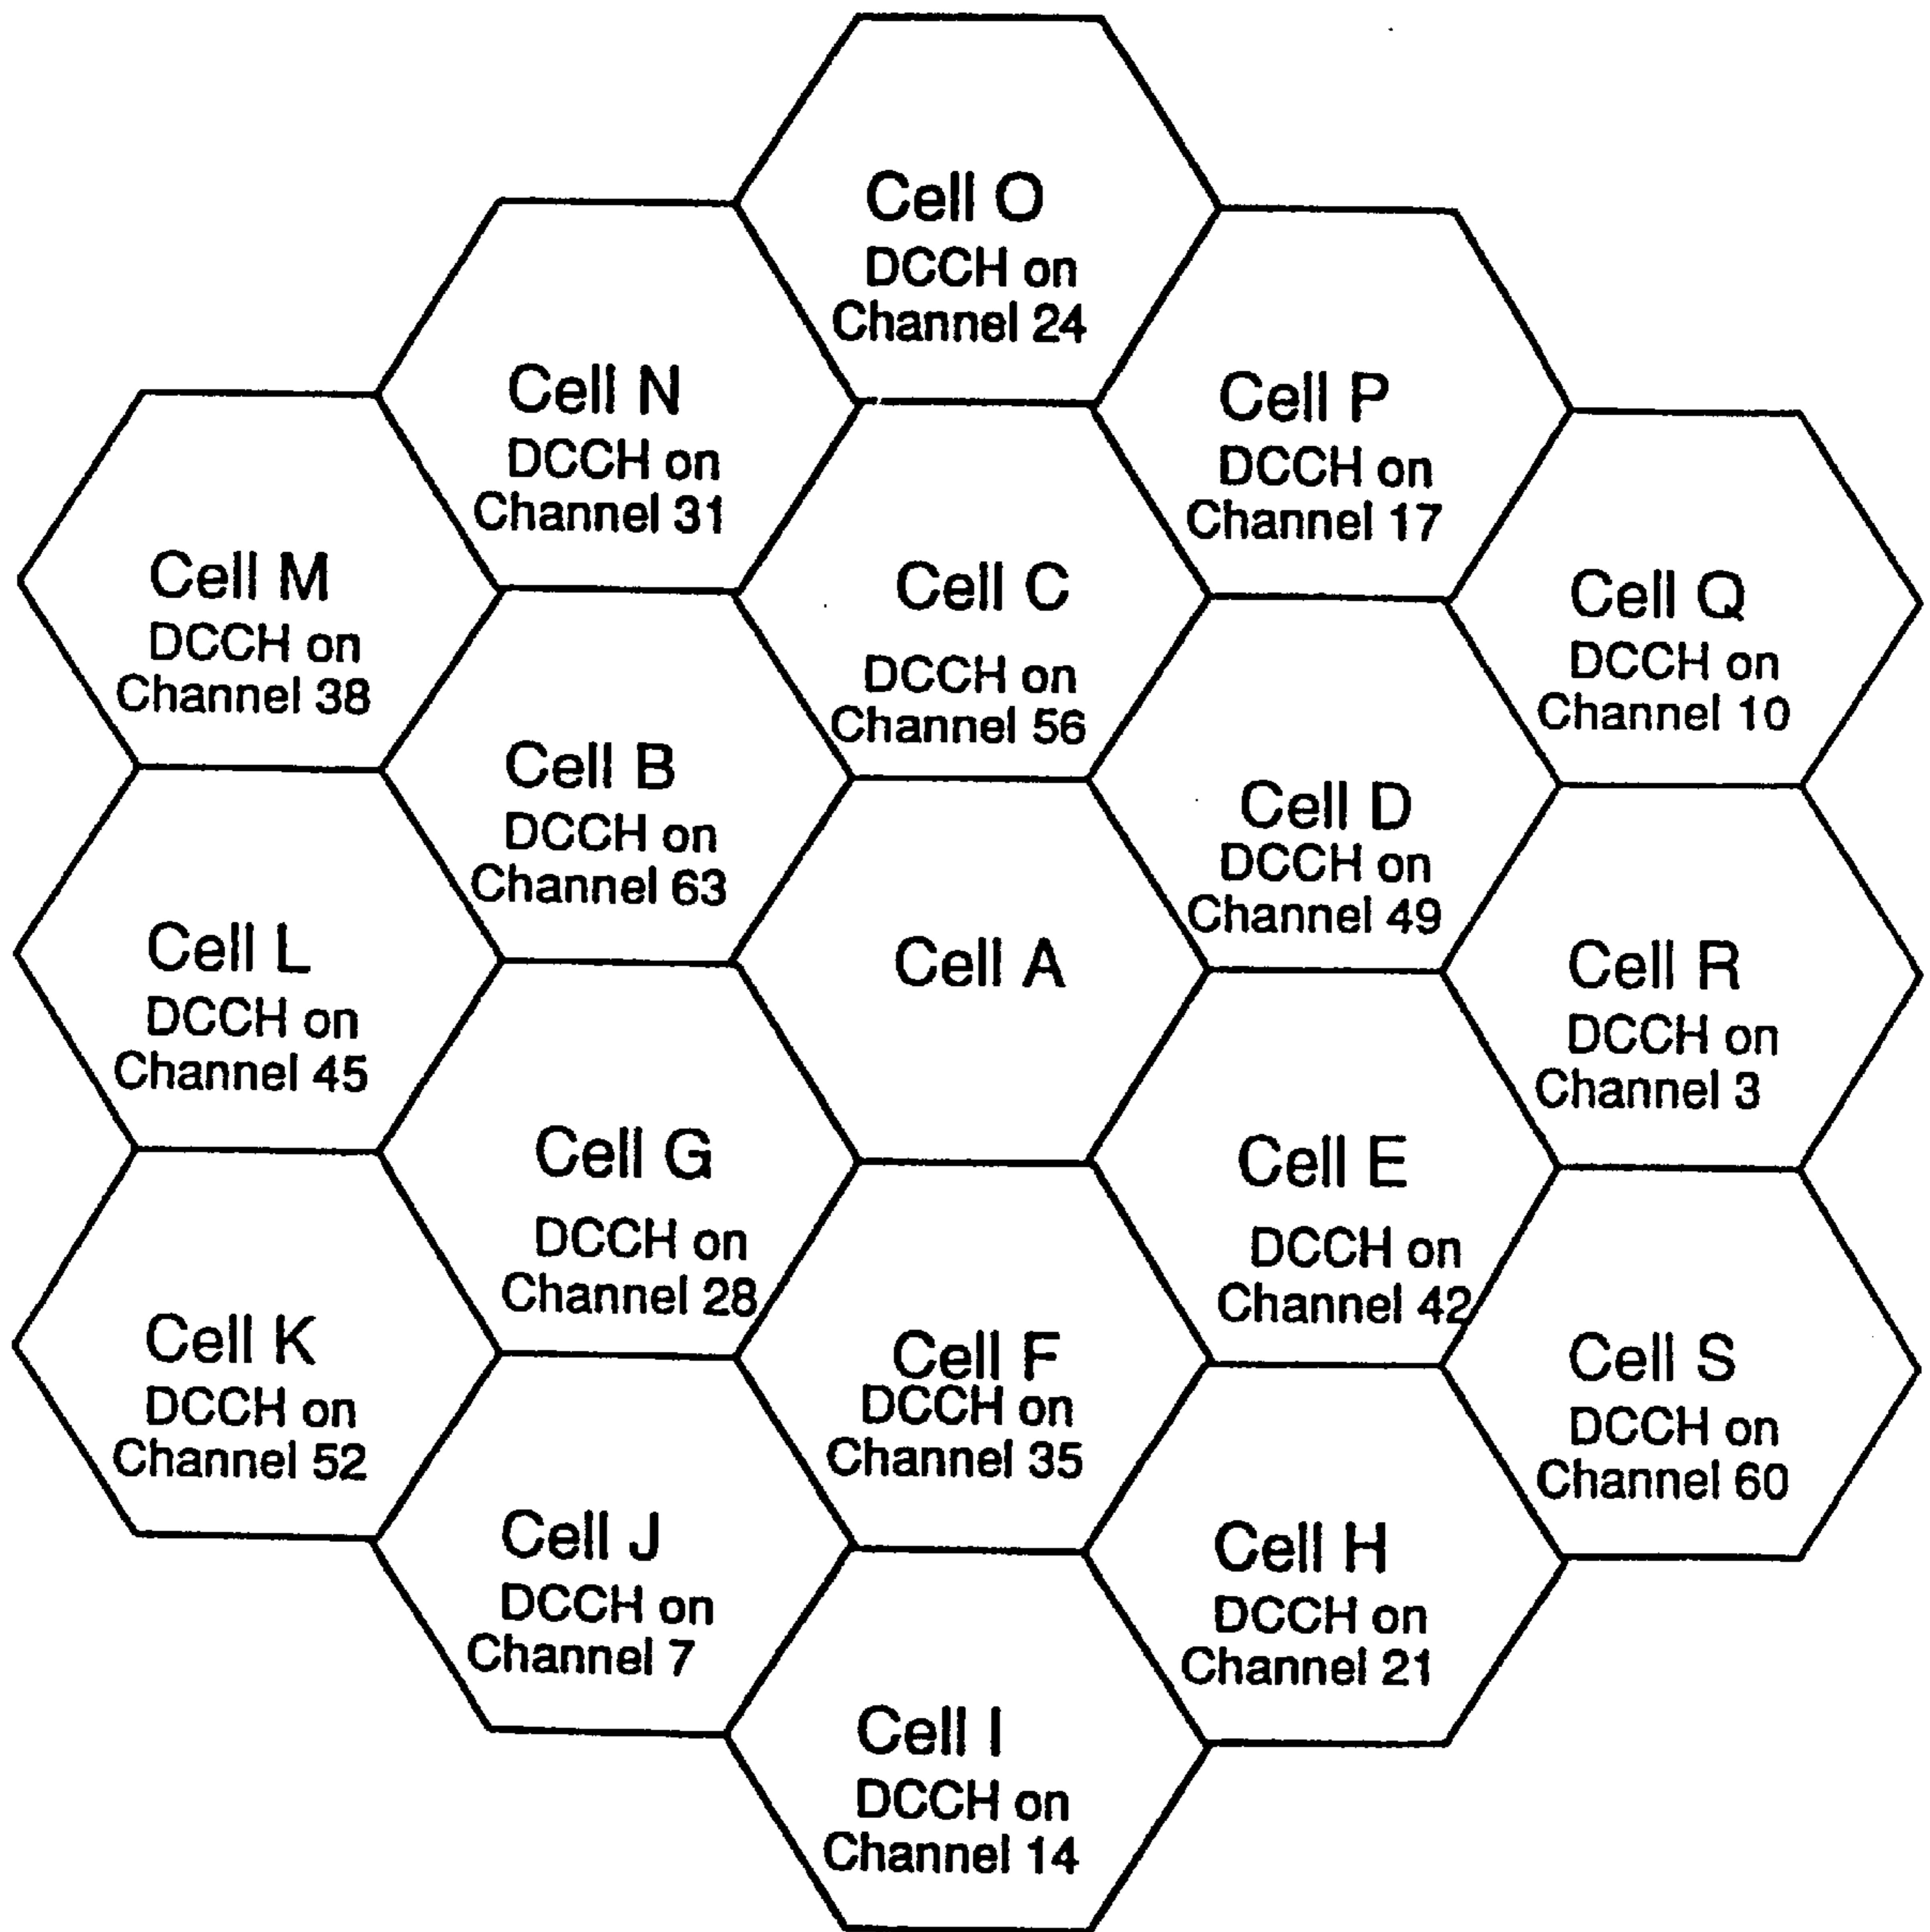 Cell O
DCCH on
Channel 24
Cell N
DCCH on
Channel 31
Cell P
DCCH on
Channel 17
Cell M
DCCH on
Channel 38
Cell C
DCCH on
Channel 56
Cell Q
DCCH on
Channel 10
Cell B
DCCH on
Channel 63
Cell D
DCCH on
Channel 49
Cell L
DCCH on
Channel 45
Cell A
Cell R
DCCH on
Channel 3
Cell G
DCCH on
Channel 28
Cell E
DCCH on
Channel 42
Cell K
DCCH on
Channel 52
Cell F
DCCH on
Channel 35
Cell S
DCCH on
Channel 60
Cell J
DCCH on
Channel 7
Cell H
DCCH on
Channel 21
Cell I
DCCH on
Channel 14